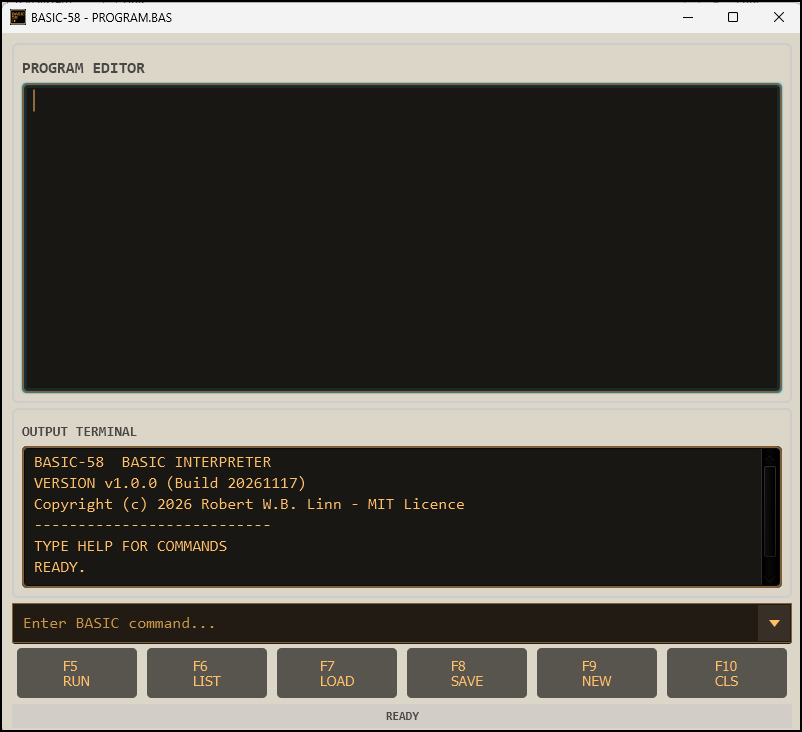 BASIC-58 - PROGRAM.BAS
PROGRAM EDITOR
OUTPUT TERMINAL
BASIC-58  BASIC INTERPRETER
VERSION v1.0.0 (Build 20261117)
Copyright (c) 2026 Robert W.B. Linn - MIT Licence
---------------------------
TYPE HELP FOR COMMANDS
READY.
Enter BASIC command...
F5
RUN
F6
LIST
F7
LOAD
F8
SAVE
F9
NEW
F10
CLS
READY